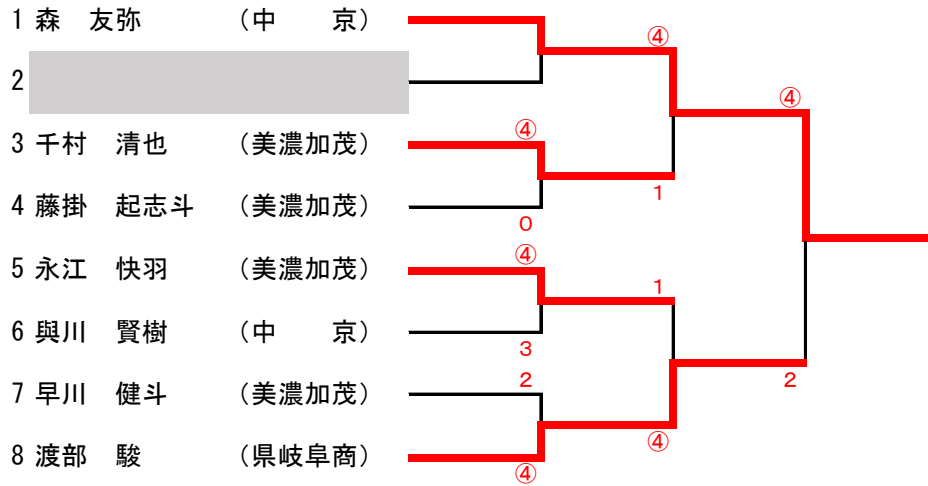 1 森　友弥　（中　　京）
④
2
④
3 千村　清也　（美濃加茂）
④
1
4 藤掛　起志斗　（美濃加茂）
0
5 永江　快羽　（美濃加茂）
④
1
6 與川　賢樹　（中　　京）
3
7 早川　健斗　（美濃加茂）
2
2
8 渡部　駿　（県岐阜商）
④
④